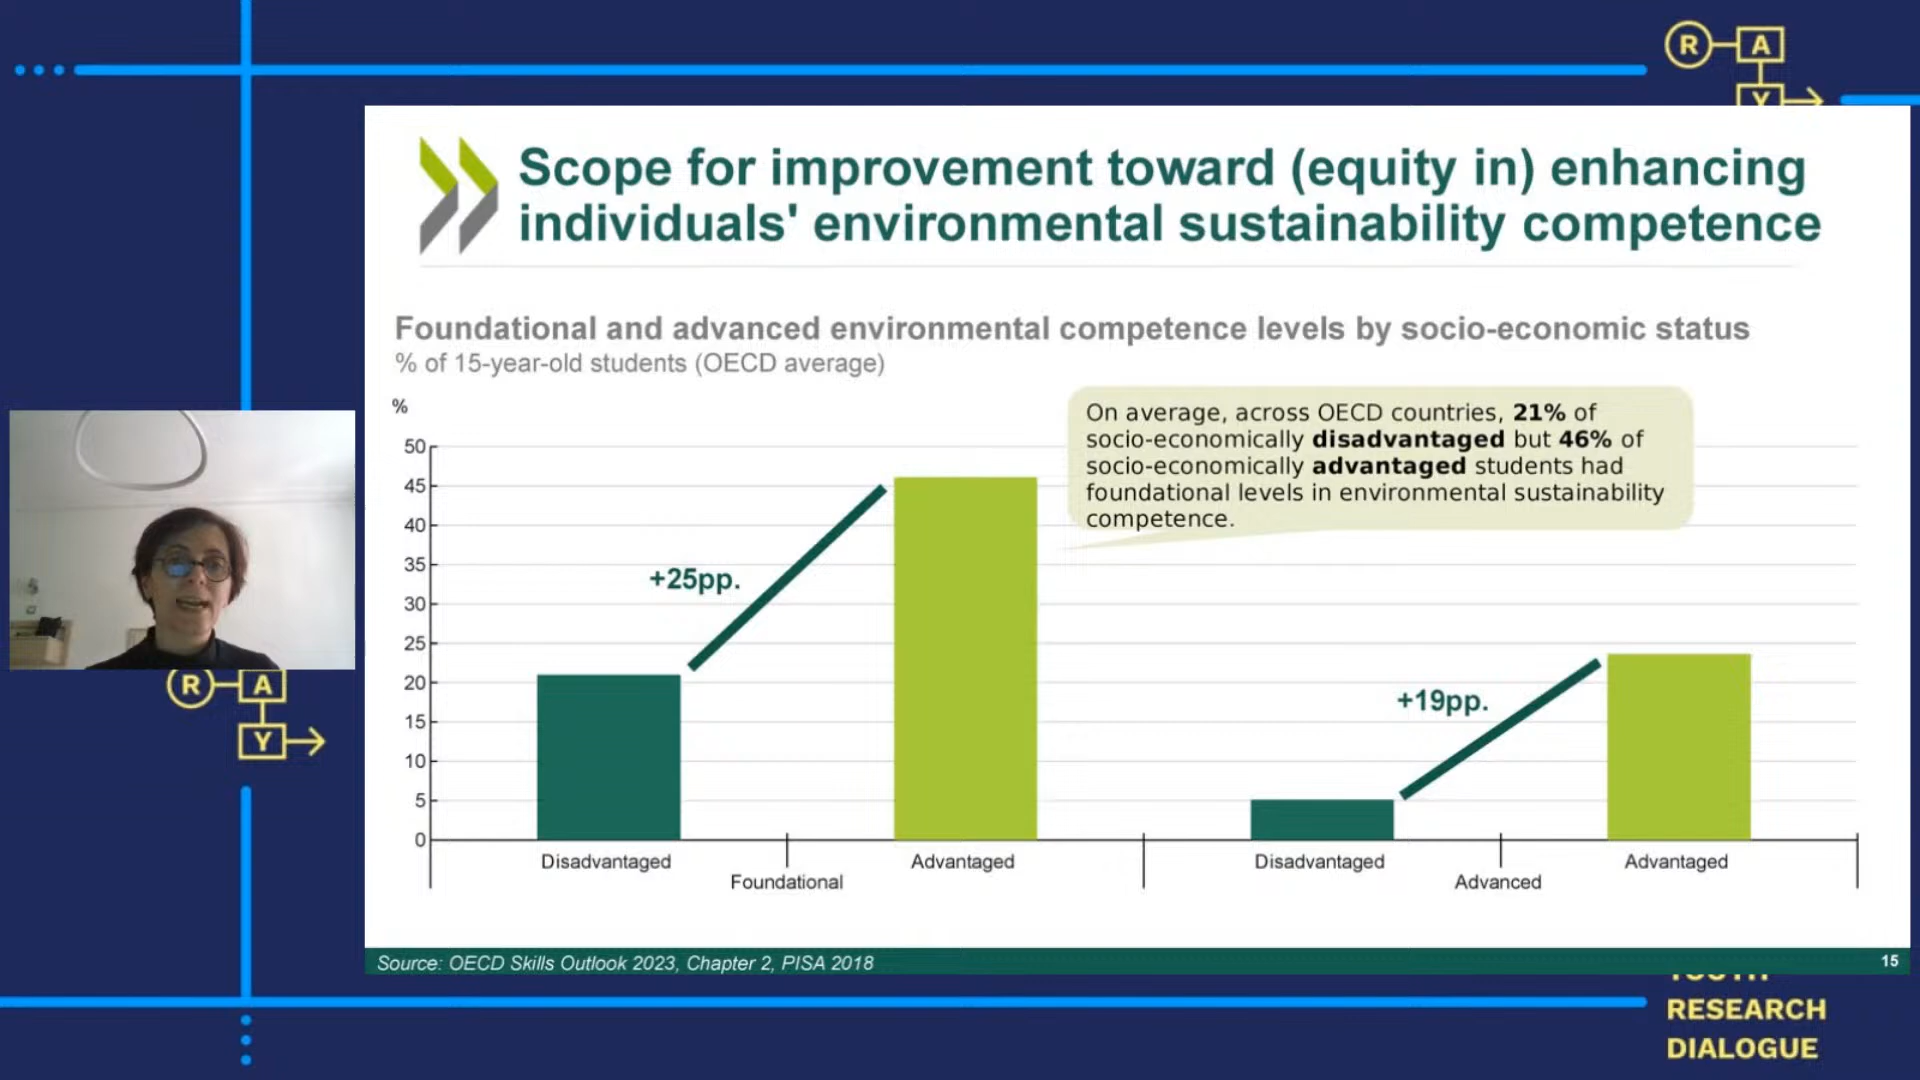 R A
Y
Scope for improvement toward (equity in) enhancing
individuals' environmental sustainability competence
Foundational and advanced environmental competence levels by socio-economic status
% of 15-year-old students (OECD average)
%
On average, across OECD countries, 21% of
socio-economically disadvantaged but 46% of
socio-economically advantaged students had
foundational levels in environmental sustainability
competence.
50
45
40
35
30
25
20
15
10
5
0
+25pp.
+19pp.
Disadvantaged Advantaged Disadvantaged Advantaged
Foundational Advanced
R A
Y
Source: OECD Skills Outlook 2023, Chapter 2, PISA 2018 15
RESEARCH
DIALOGUE